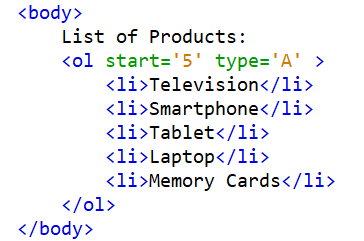 <body>
List of Products:
<ol start='5' type='A' >
<li>Television</li>
<li>Smartphone</li>
<li>Tablet</li>
<li>Laptop</li>
<li>Memory Cards</li>
</ol>
</body>